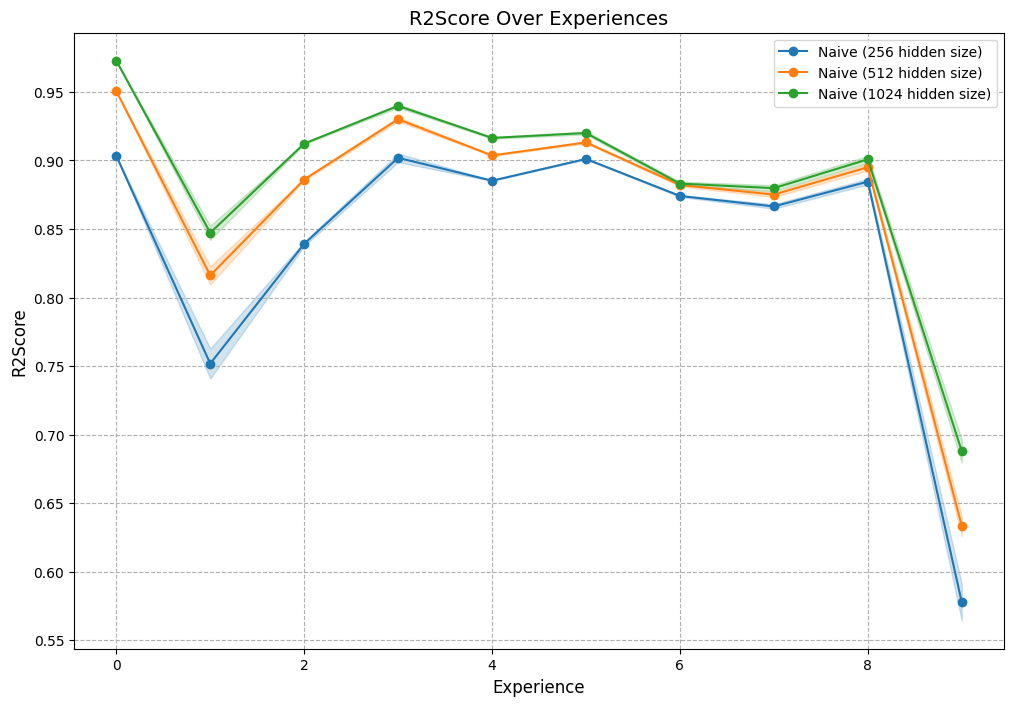 R2Score Over Experiences
Naive (256 hidden size)
Naive (512 hidden size)
Naive (1024 hidden size)
R2Score
0.95
0.90
0.85
0.80
0.75
0.70
0.65
0.60
0.55
0 2 4 6 8
Experience